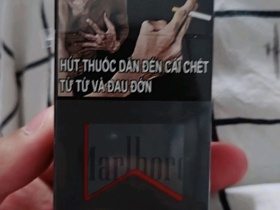 HÚT THUỐC DẪN ĐẾN CÁI CHẾT
TỪ TỪ VÀ ĐAU ĐỚN
Marlboro